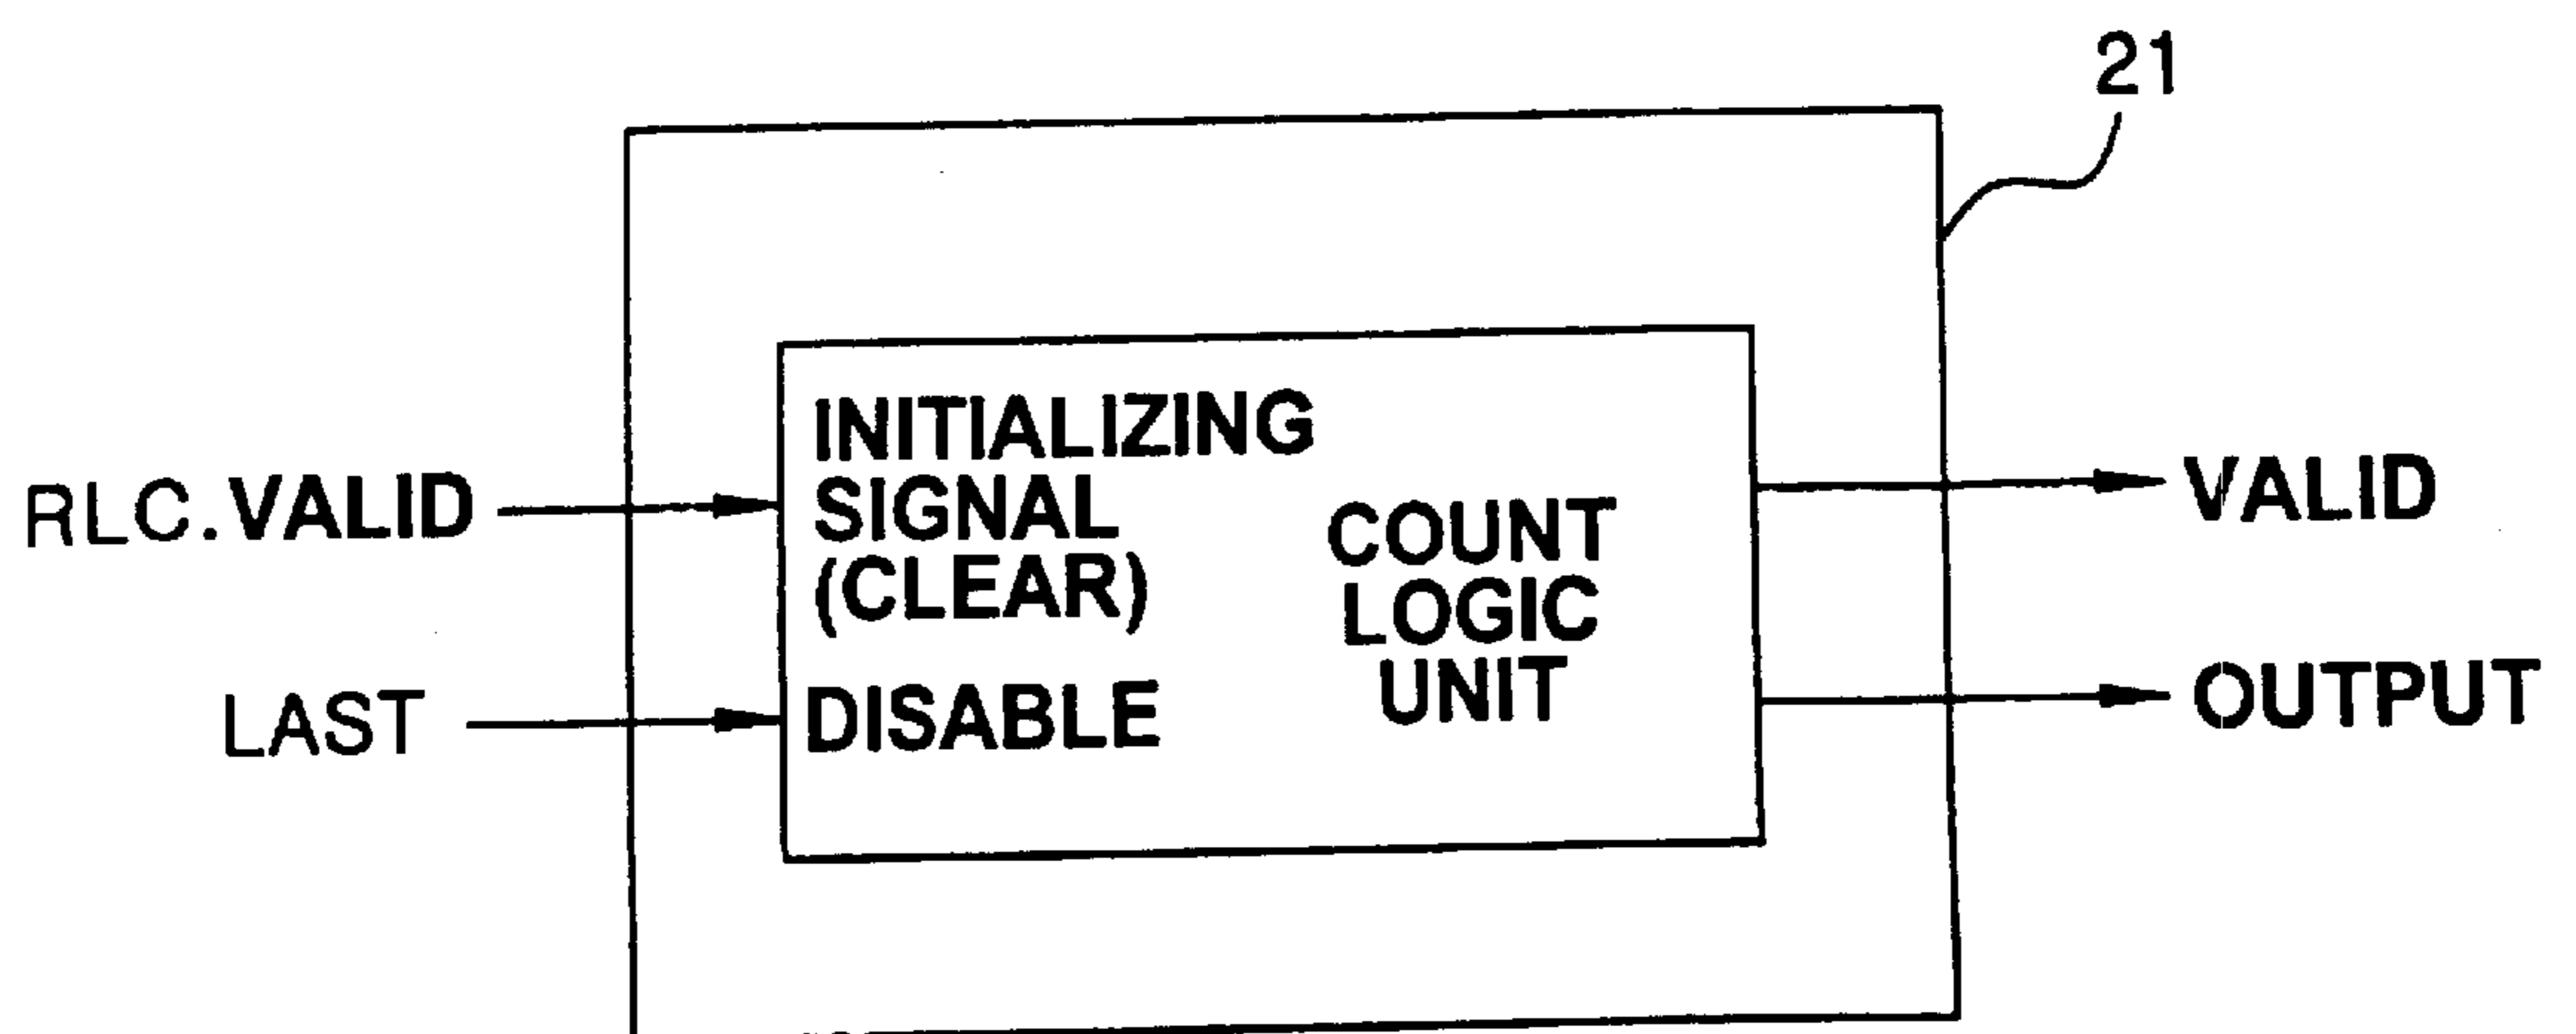 21
INITIALIZING
SIGNAL
(CLEAR)
RLC.VALID
COUNT
LOGIC
UNIT
VALID
LAST
DISABLE
OUTPUT